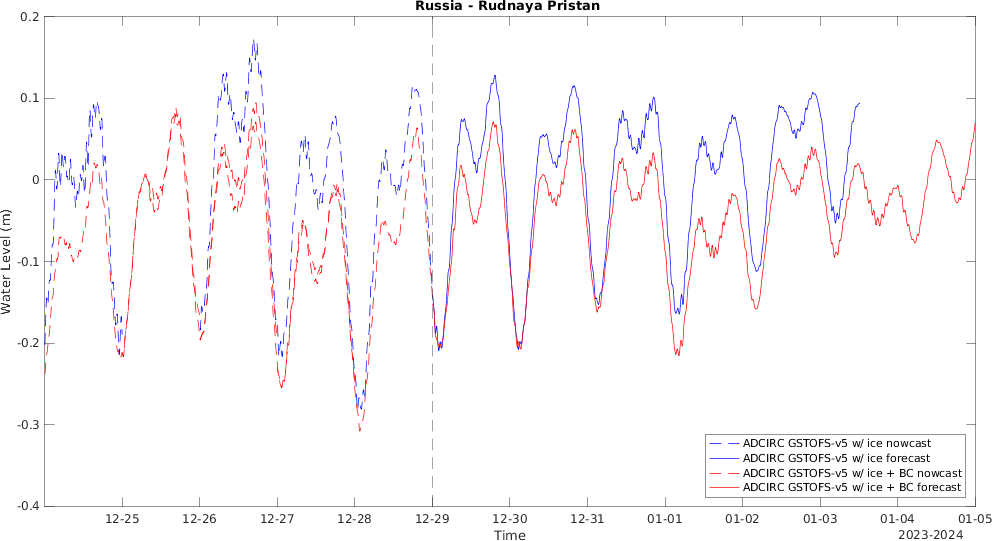 Russia - Rudnaya Pristan
0.2
0.1
0
-0.1
-0.2
-0.3
-0.4
Water Level (m)
ADCIRC GSTOFS-v5 w/ ice nowcast
ADCIRC GSTOFS-v5 w/ ice forecast
ADCIRC GSTOFS-v5 w/ ice + BC nowcast
ADCIRC GSTOFS-v5 w/ ice + BC forecast
12-25 12-26 12-27 12-28 12-29 12-30 12-31 01-01 01-02 01-03 01-04 01-05
Time
2023-2024